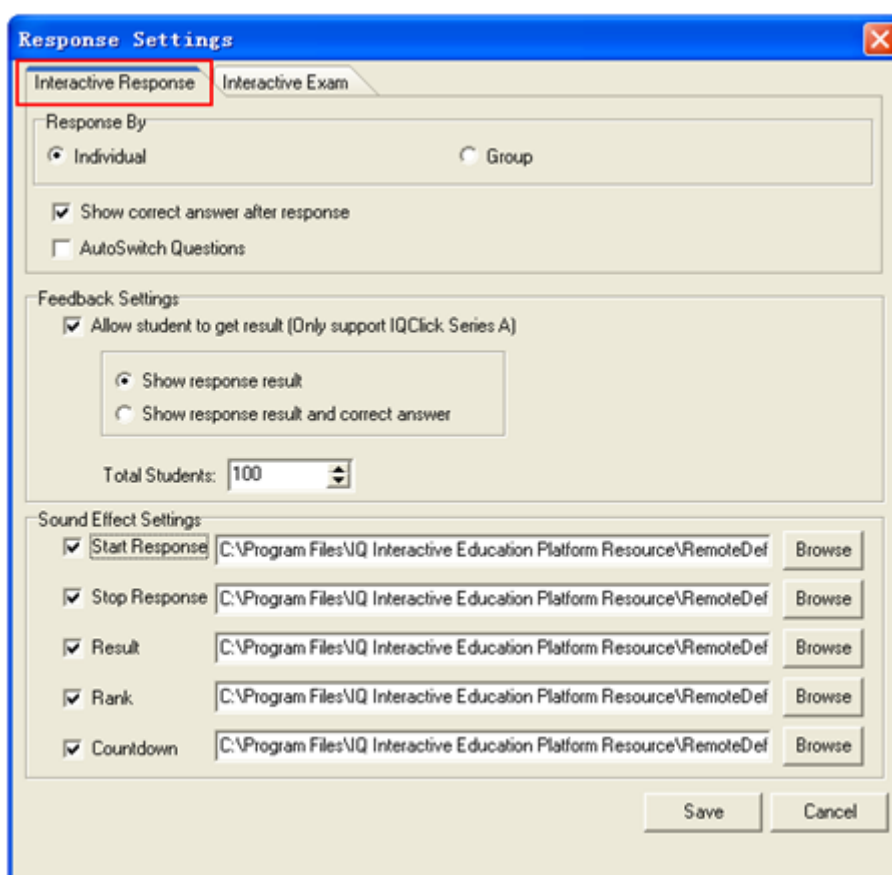 Response Settings
Interactive Response Interactive Exam
Response By
Individual Group
Show correct answer after response
AutoSwitch Questions
Feedback Settings
Allow student to get result (Only support IQClick Series A)
Show response result
Show response result and correct answer
Total Students: 100
Sound Effect Settings
Start Response C:\Program Files\IQ Interactive Education Platform Resource\RemoteDef Browse
Stop Response C:\Program Files\IQ Interactive Education Platform Resource\RemoteDef Browse
Result C:\Program Files\IQ Interactive Education Platform Resource\RemoteDef Browse
Rank C:\Program Files\IQ Interactive Education Platform Resource\RemoteDef Browse
Countdown C:\Program Files\IQ Interactive Education Platform Resource\RemoteDef Browse
Save Cancel